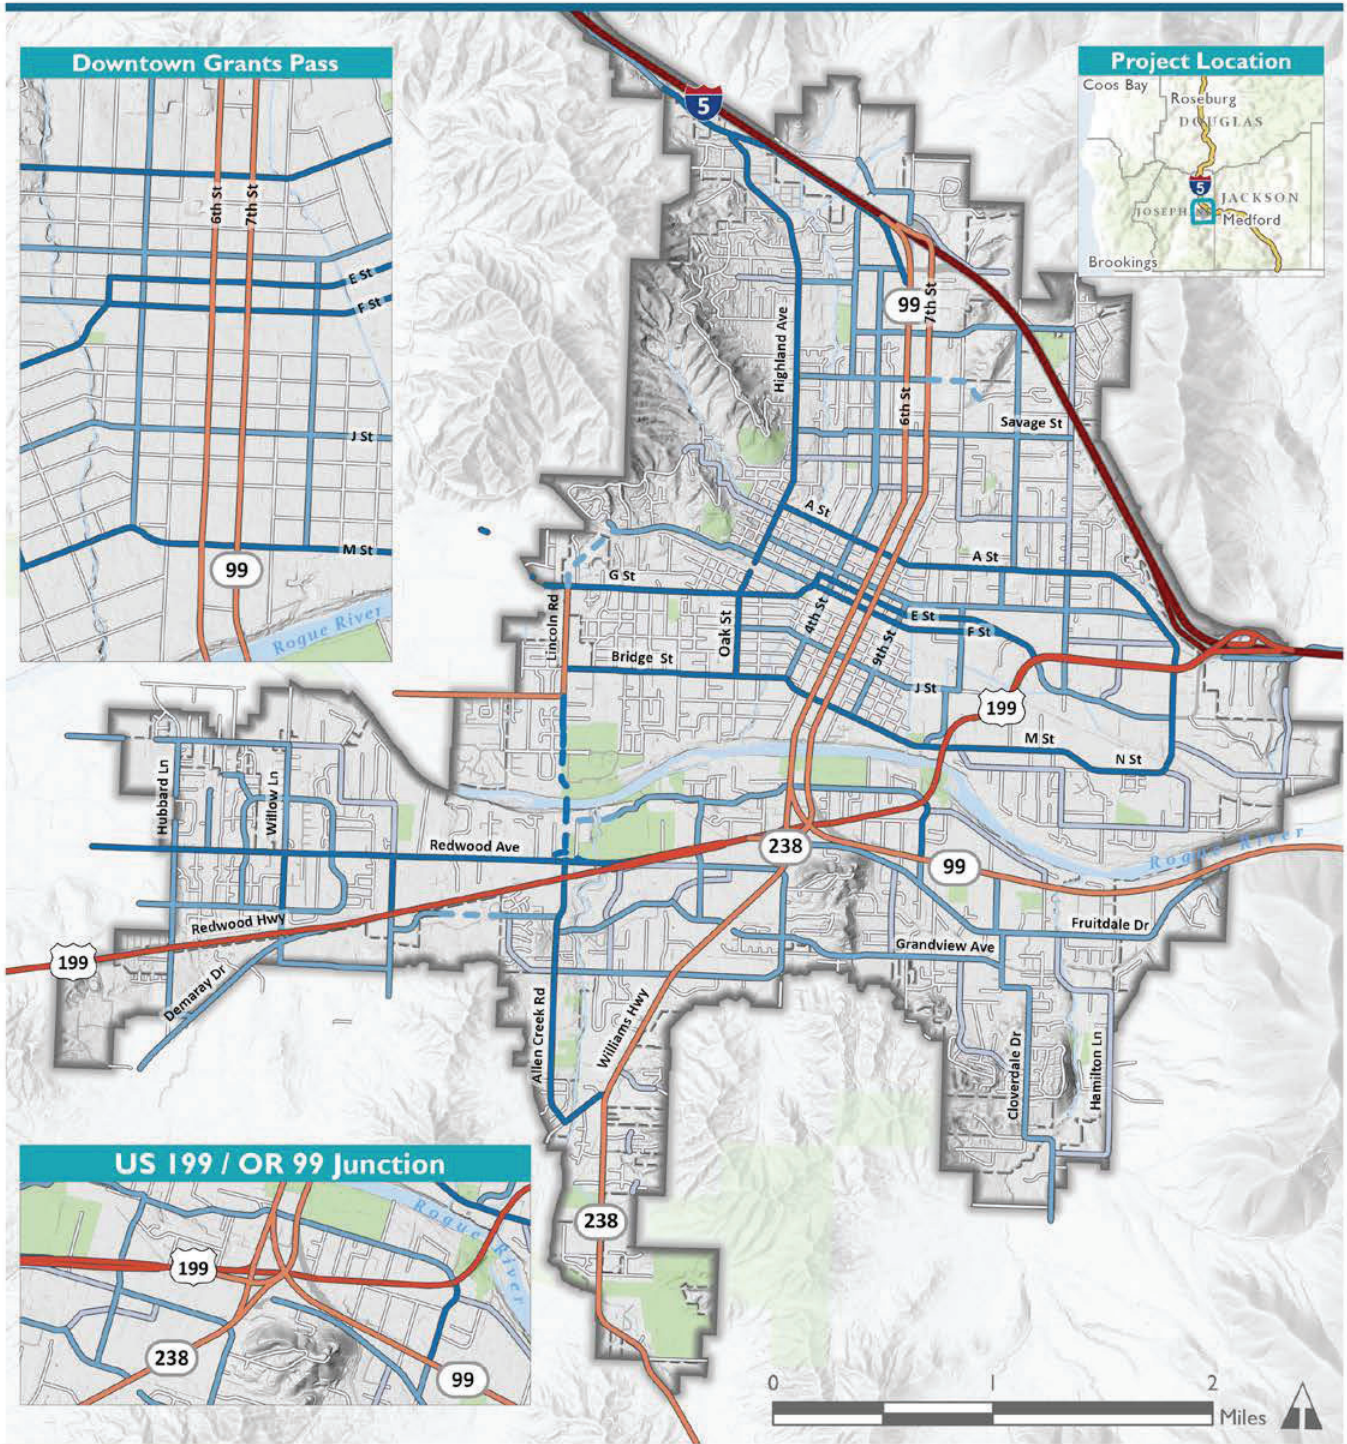 Downtown Grants Pass
6th St
7th St
E St
F St
J St
M St
99
Rogue River
Project Location
Coos Bay
Roseburg
DOUGLAS
5
JACKSON
JOSEPHINE
Medford
Brookings
5
99
7th St
Highland Ave
6th St
Savage St
A St
A St
G St
Lincoln Rd
Oak St
4th St
9th St
E St
F St
Bridge St
J St
199
M St
N St
Hubbard Ln
Willow Ln
Redwood Ave
238
99
Rogue River
Redwood Hwy
199
Demaray Dr
Fruitdale Dr
Grandview Ave
Allen Creek Rd
Williams Hwy
Cloverdale Dr
Hamilton Ln
238
US 199 / OR 99 Junction
Rogue River
199
238
99
0 1 2
Miles